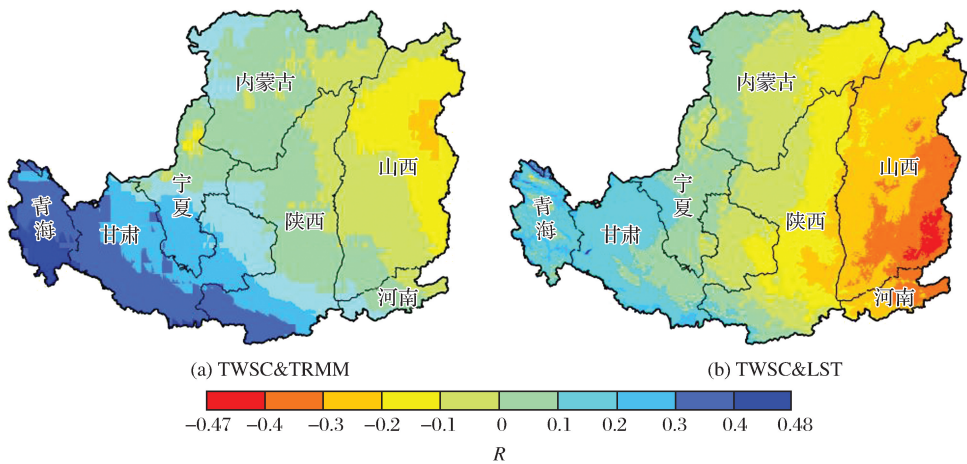 内蒙古
山西
宁夏
青海
甘肃
陕西
河南
(a) TWSC&TRMM
内蒙古
山西
宁夏
青海
甘肃
陕西
河南
(b) TWSC&LST
−0.47 −0.4 −0.3 −0.2 −0.1 0 0.1 0.2 0.3 0.4 0.48
R